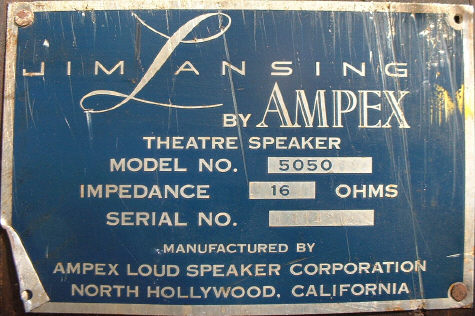 JIM LANSING
BY AMPEX
THEATRE SPEAKER
MODEL NO. 5050
IMPEDANCE 16 OHMS
SERIAL NO.
MANUFACTURED BY
AMPEX LOUD SPEAKER CORPORATION
NORTH HOLLYWOOD, CALIFORNIA